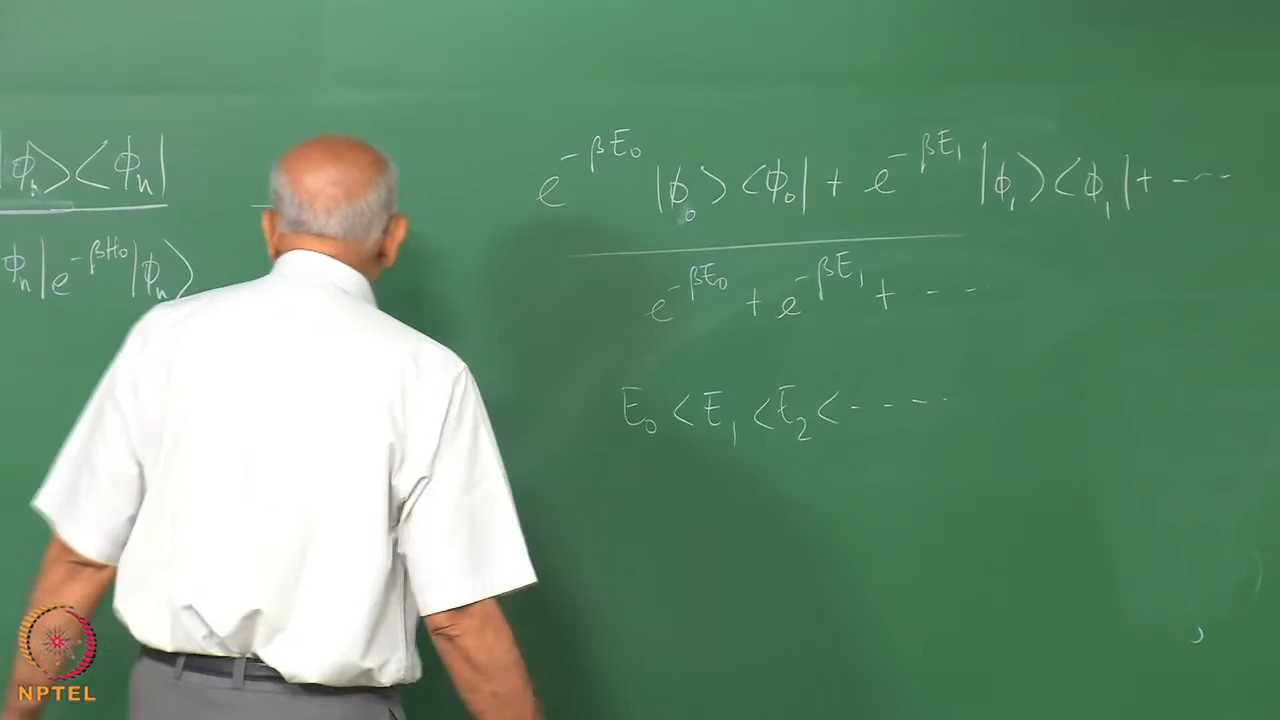 |ϕₙ><ϕₙ|
ϕₙ|e^{-βH₀}|ϕₙ>
e^{-βE₀} |ϕ₀><ϕ₀| + e^{-βE₁} |ϕ₁><ϕ₁| + ----
e^{-βE₀} + e^{-βE₁} + ---
E₀ < E₁ < E₂ < -----
NPTEL